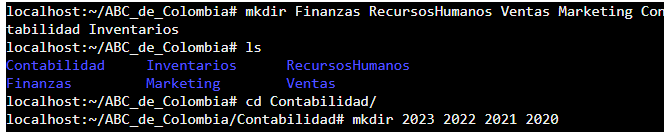 localhost:~/ABC_de_Colombia# mkdir Finanzas RecursosHumanos Ventas Marketing Con
tabilidad Inventarios
localhost:~/ABC_de_Colombia# ls
Contabilidad Inventarios RecursosHumanos
Finanzas Marketing Ventas
localhost:~/ABC_de_Colombia# cd Contabilidad/
localhost:~/ABC_de_Colombia/Contabilidad# mkdir 2023 2022 2021 2020